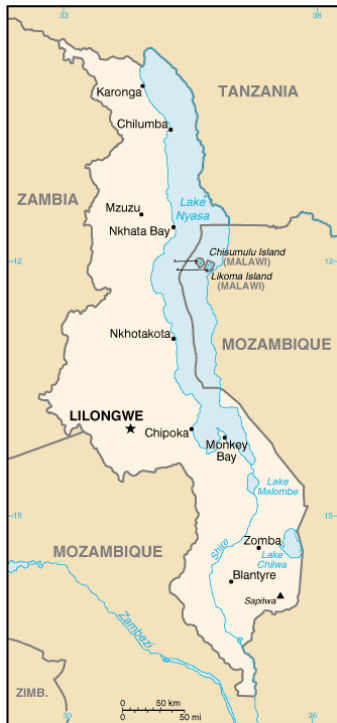 33
36
Karonga
TANZANIA
Chilumba
ZAMBIA
Mzuzu
Lake
Nyasa
Nkhata Bay
Chisumulu Island
(MALAWI)
12
12
Likoma Island
(MALAWI)
Nkhotakota
MOZAMBIQUE
LILONGWE
Chipoka
Monkey
Bay
Lake
Malombe
15
15
Shire
Zomba
Lake
Chilwa
MOZAMBIQUE
Blantyre
Sapitwa
Zambezi
ZIMB.
0 50 km
0 50 mi
33
36